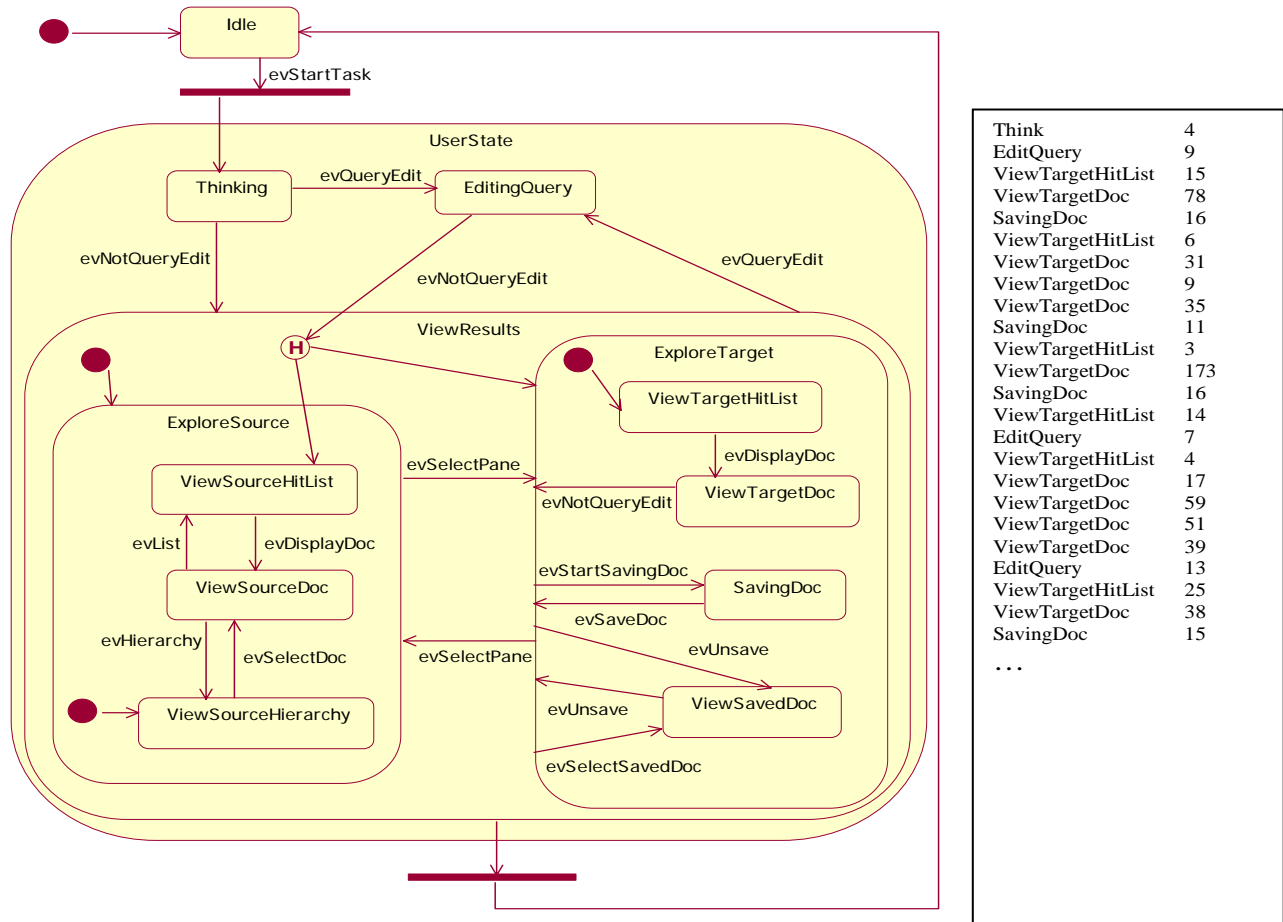 Idle
evStartTask
UserState
Thinking
evQueryEdit
EditingQuery
evNotQueryEdit
evNotQueryEdit
evQueryEdit
ViewResults
H
ExploreSource
ViewSourceHitList
evList
evDisplayDoc
ViewSourceDoc
evHierarchy
evSelectDoc
ViewSourceHierarchy
evSelectPane
evSelectPane
ExploreTarget
ViewTargetHitList
evDisplayDoc
ViewTargetDoc
evNotQueryEdit
evStartSavingDoc
SavingDoc
evSaveDoc
evUnsave
ViewSavedDoc
evUnsave
evSelectSavedDoc
Think 4
EditQuery 9
ViewTargetHitList 15
ViewTargetDoc 78
SavingDoc 16
ViewTargetHitList 6
ViewTargetDoc 31
ViewTargetDoc 9
ViewTargetDoc 35
SavingDoc 11
ViewTargetHitList 3
ViewTargetDoc 173
SavingDoc 16
ViewTargetHitList 14
EditQuery 7
ViewTargetHitList 4
ViewTargetDoc 17
ViewTargetDoc 59
ViewTargetDoc 51
ViewTargetDoc 39
EditQuery 13
ViewTargetHitList 25
ViewTargetDoc 38
SavingDoc 15
...